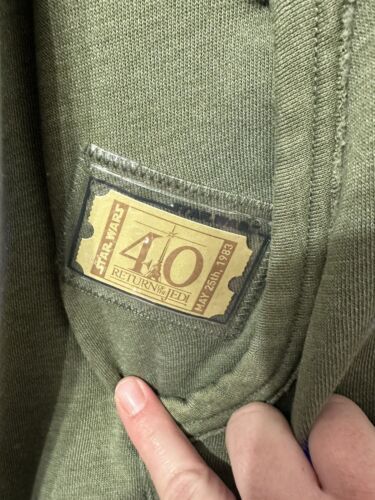 STAR WARS
40
RETURN OF THE JEDI
MAY 25th, 1983